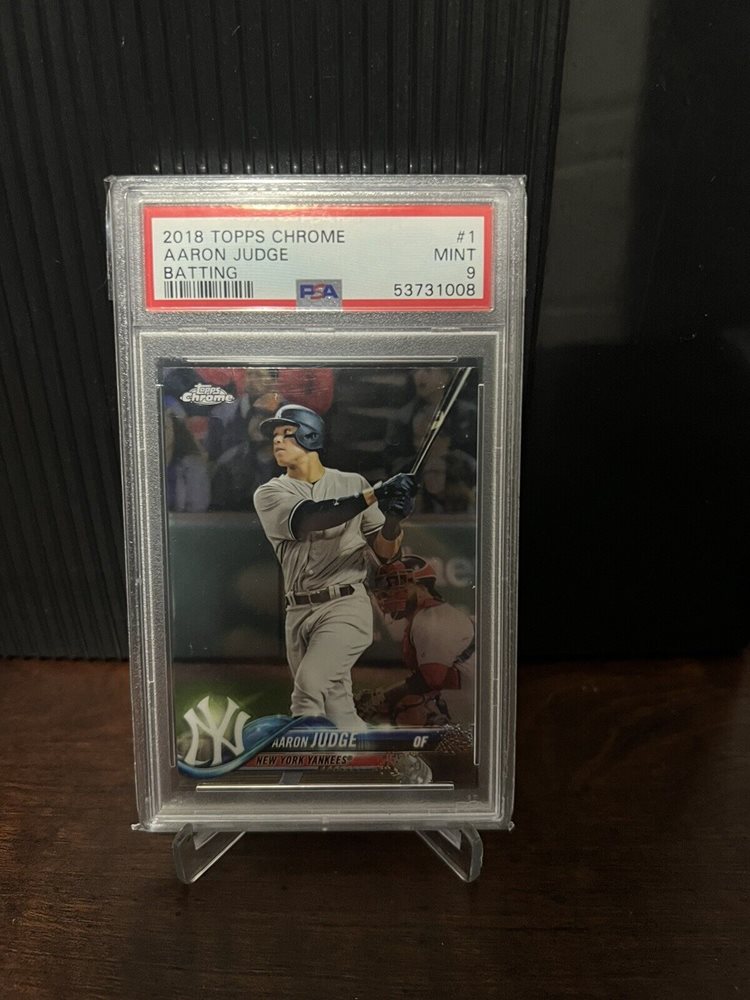 2018 TOPPS CHROME #1
AARON JUDGE MINT
BATTING 9
PSA 53731008
Topps
Chrome
NY
AARON JUDGE OF
NEW YORK YANKEES